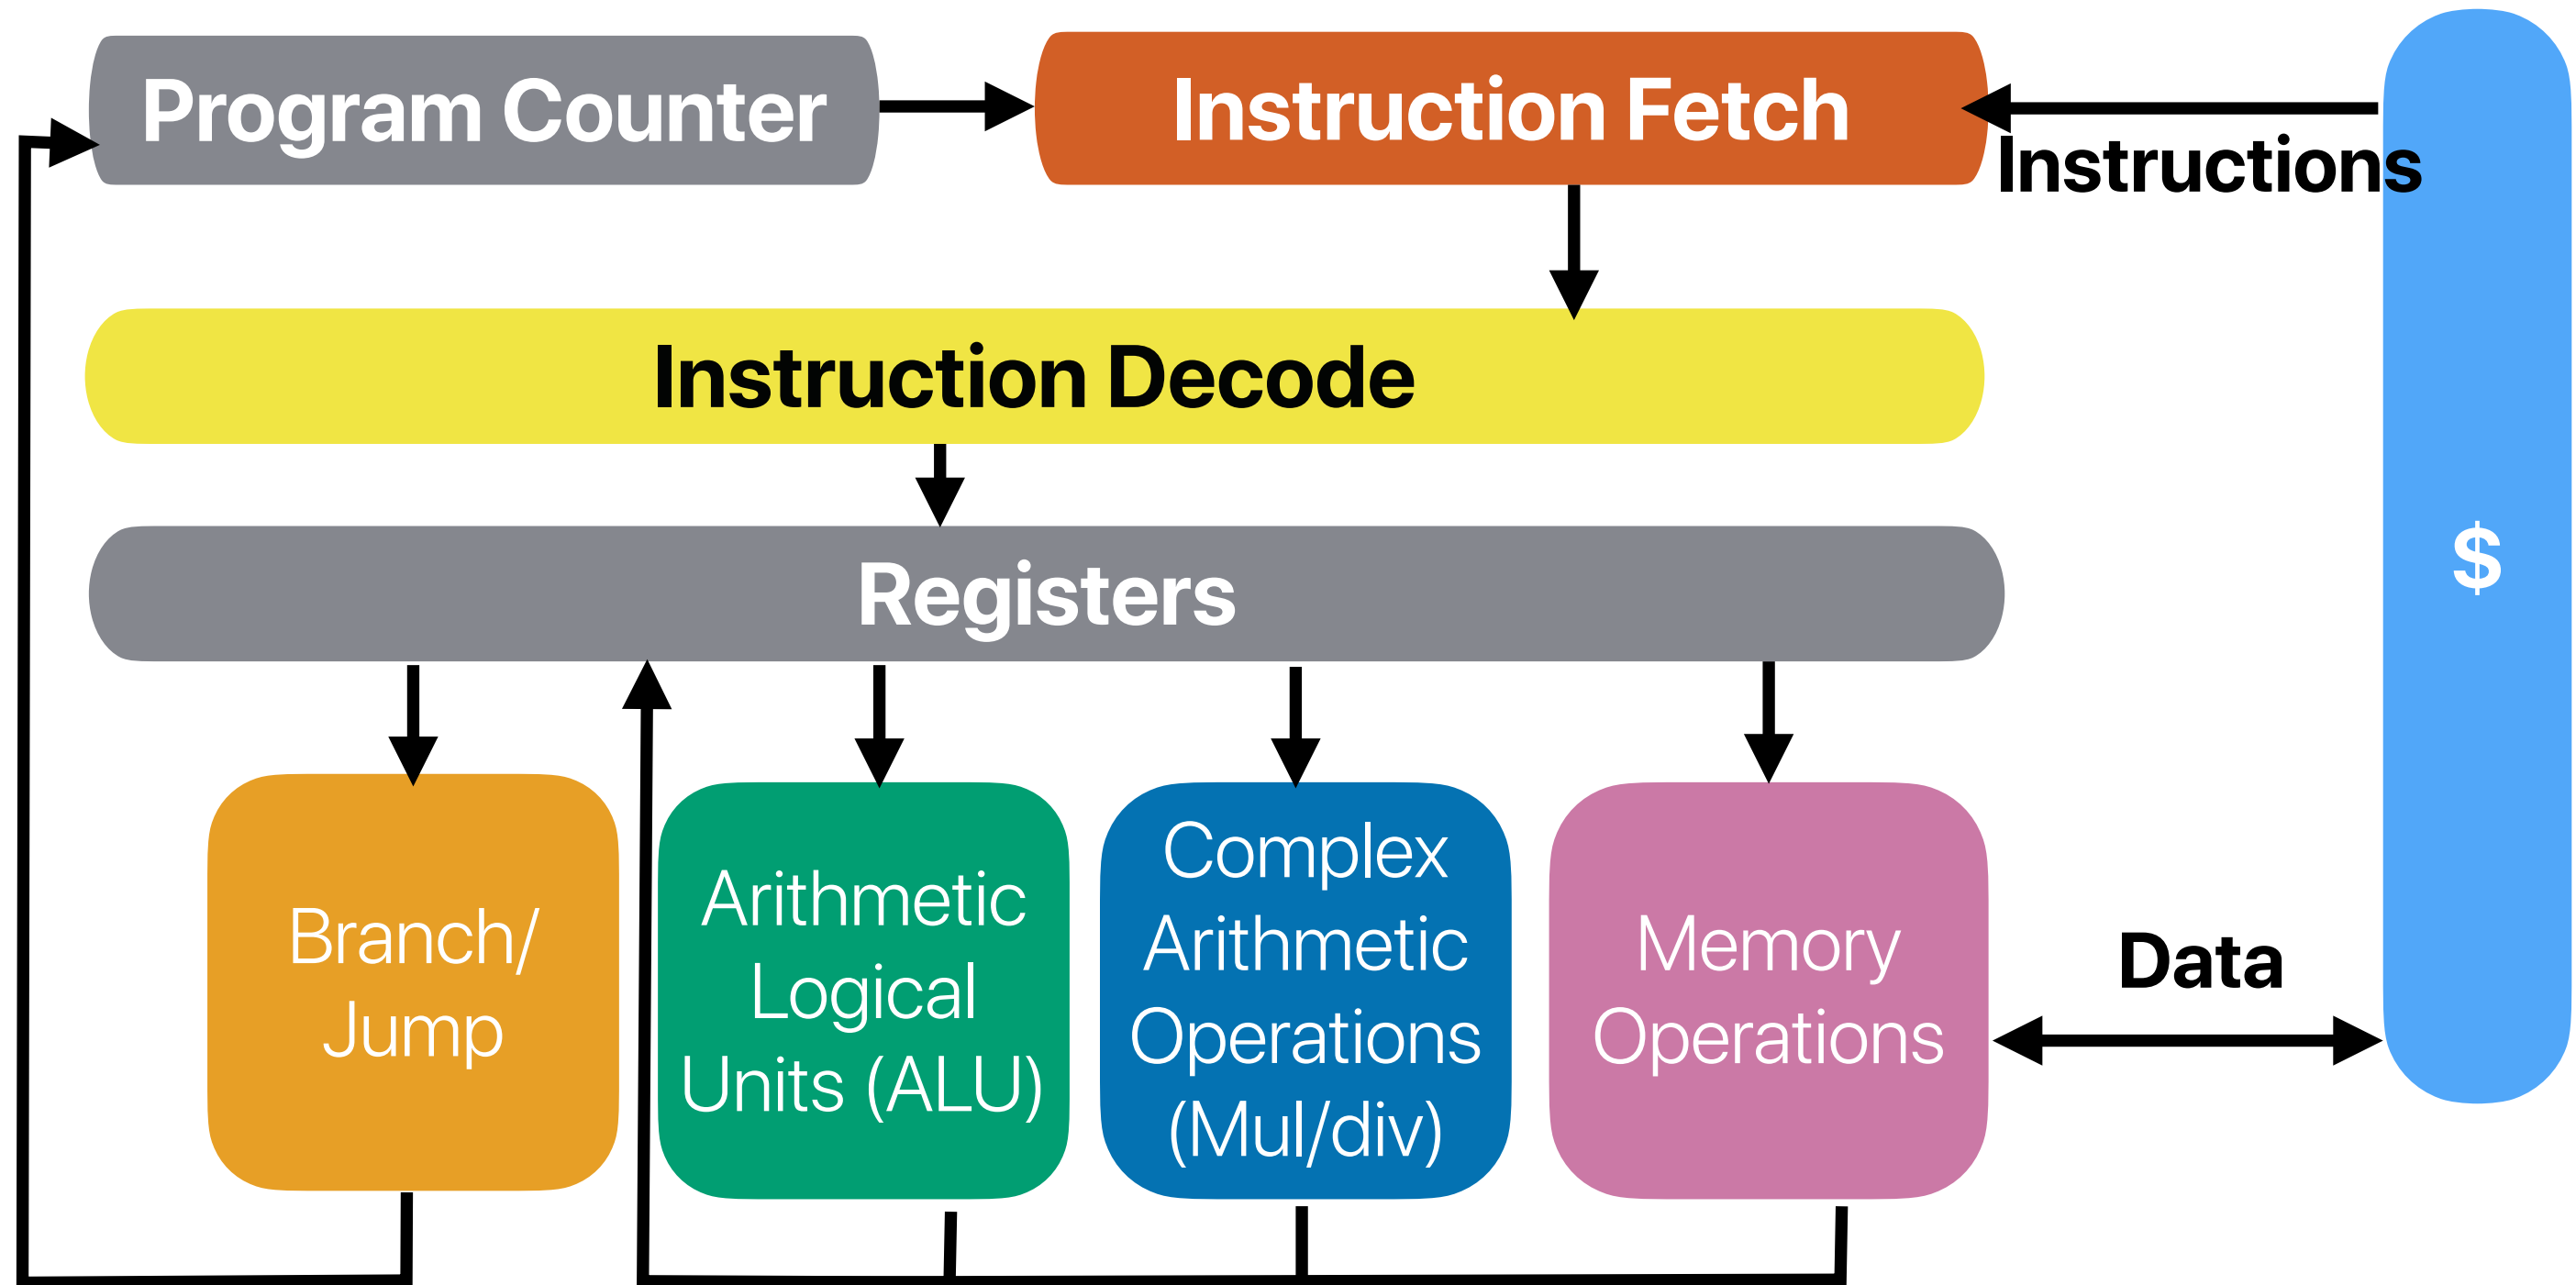 Program Counter
Instruction Fetch
Instructions
Instruction Decode
$
Registers
Branch/
Jump
Arithmetic
Logical
Units (ALU)
Complex
Arithmetic
Operations
(Mul/div)
Memory
Operations
Data